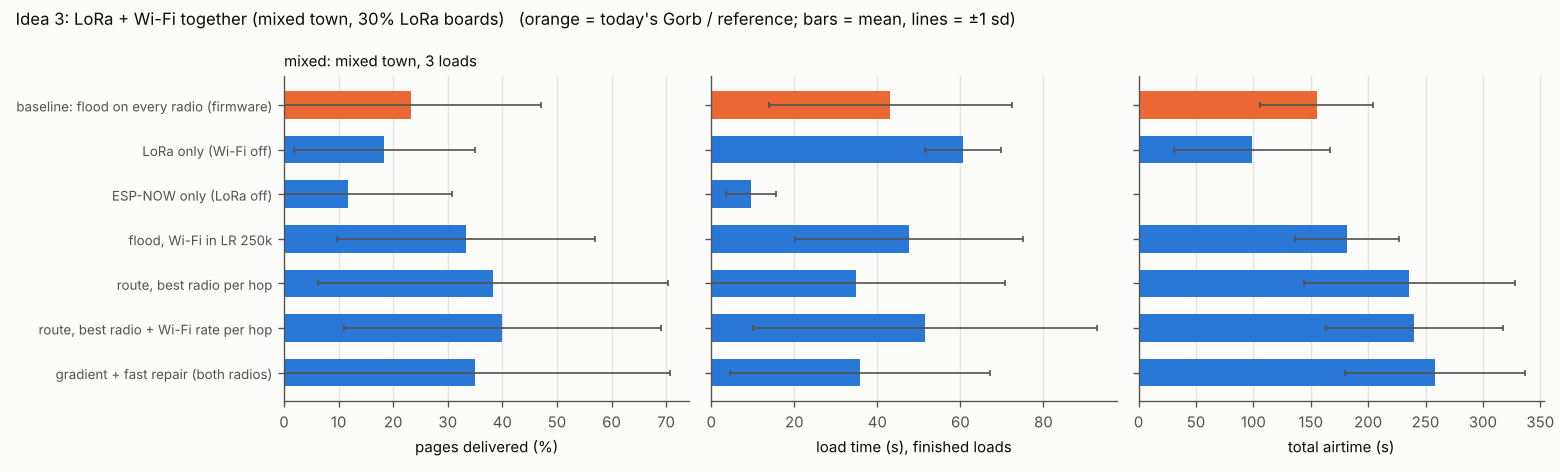 Idea 3: LoRa + Wi-Fi together (mixed town, 30% LoRa boards)   (orange = today's Gorb / reference; bars = mean, lines = ±1 sd)
mixed: mixed town, 3 loads
baseline: flood on every radio (firmware)
LoRa only (Wi-Fi off)
ESP-NOW only (LoRa off)
flood, Wi-Fi in LR 250k
route, best radio per hop
route, best radio + Wi-Fi rate per hop
gradient + fast repair (both radios)
0 10 20 30 40 50 60 70
pages delivered (%)
0 20 40 60 80
load time (s), finished loads
0 50 100 150 200 250 300 350
total airtime (s)